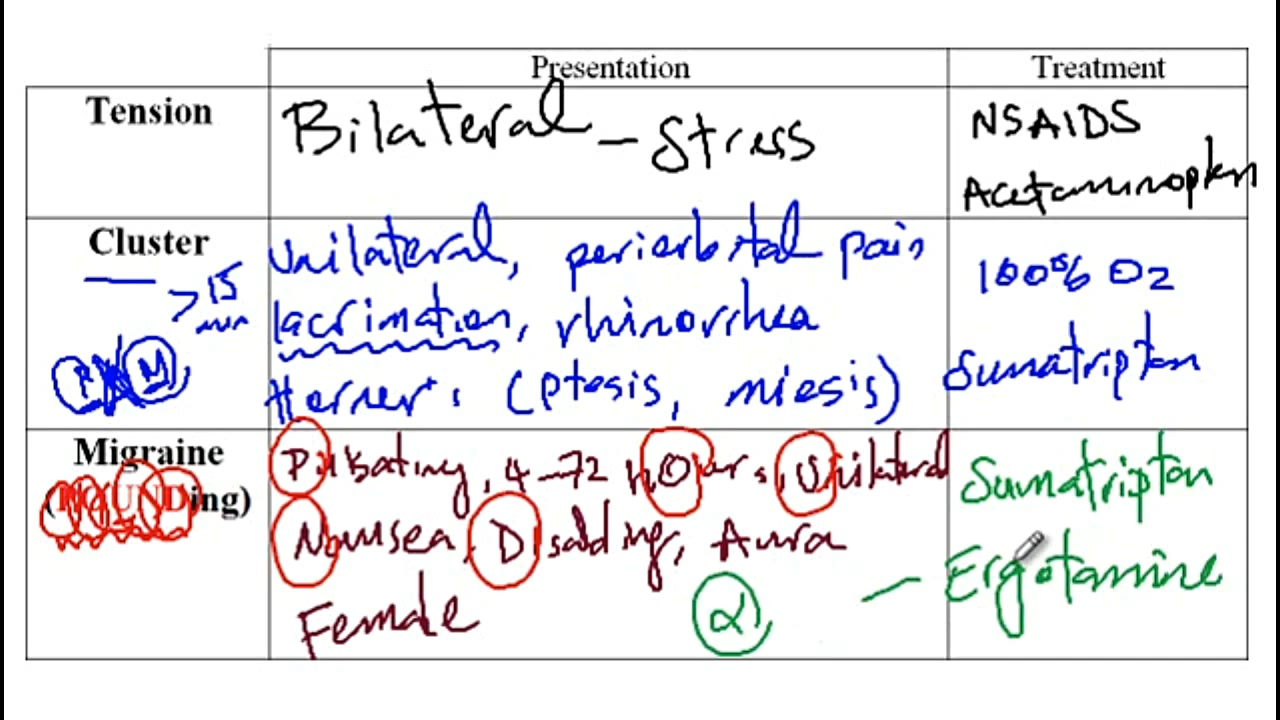 Presentation Treatment
Tension
Bilateral - Stress
NSAIDS
Acetaminophen
Cluster
> 15
min
M
unilateral, periorbital pain
lacrimation, rhinorrhea
Horner's (Ptosis, miosis)
100% O2
Sumatriptan
Migraine
(POUNDing)
Pulsating, 4-72 hOurs, Unilateral
Nausea, Disabling, Aura
Female
α
Sumatriptan
- Ergotamine